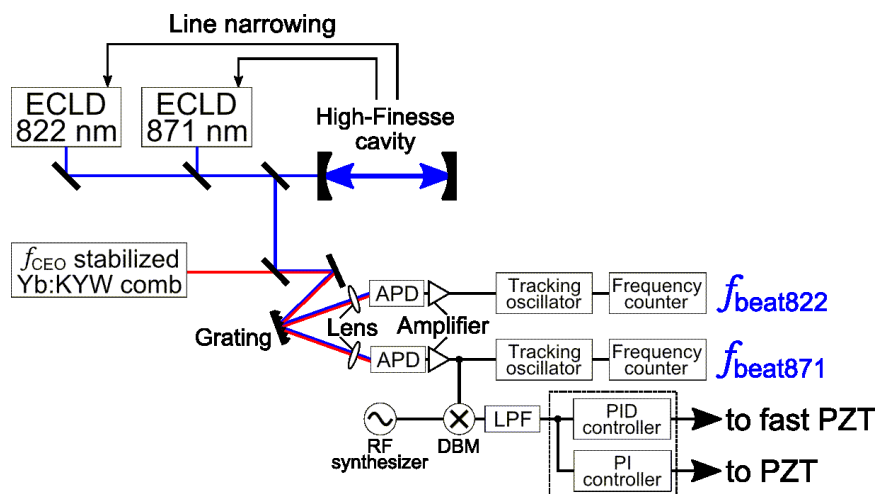 Line narrowing
ECLD
822 nm
ECLD
871 nm
High-Finesse
cavity
fCEO stabilized
Yb:KYW comb
Grating
Lens
APD
Amplifier
APD
Tracking
oscillator
Frequency
counter
fbeat822
Tracking
oscillator
Frequency
counter
fbeat871
RF
synthesizer
DBM
LPF
PID
controller
to fast PZT
PI
controller
to PZT